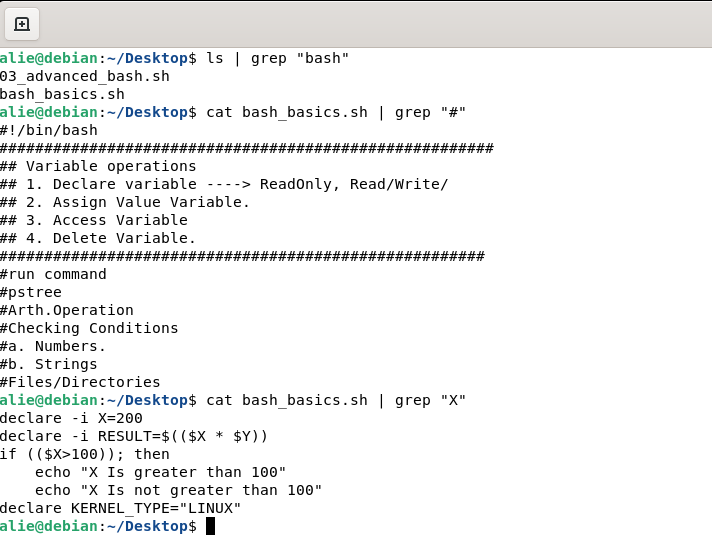 alie@debian:~/Desktop$ ls | grep "bash"
03_advanced_bash.sh
bash_basics.sh
alie@debian:~/Desktop$ cat bash_basics.sh | grep "#"
#!/bin/bash
#######################################################
## Variable operations
## 1. Declare variable ----> ReadOnly, Read/Write/
## 2. Assign Value Variable.
## 3. Access Variable
## 4. Delete Variable.
######################################################
#run command
#pstree
#Arth.Operation
#Checking Conditions
#a. Numbers.
#b. Strings
#Files/Directories
alie@debian:~/Desktop$ cat bash_basics.sh | grep "X"
declare -i X=200
declare -i RESULT=$(($X * $Y))
if (($X>100)); then
    echo "X Is greater than 100"
    echo "X Is not greater than 100"
declare KERNEL_TYPE="LINUX"
alie@debian:~/Desktop$